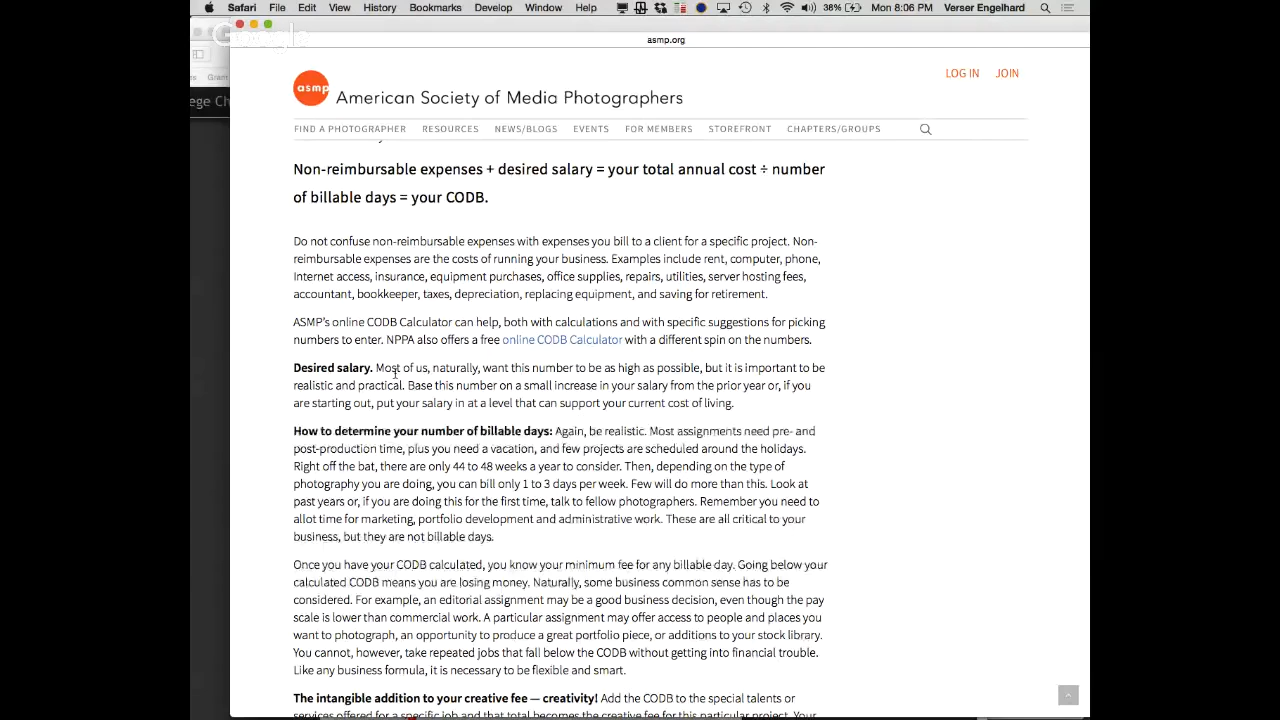 Safari File Edit View History Bookmarks Develop Window Help 38% Mon 8:06 PM Verser Engelhard
Google
asmp.org
Gram
ege Ch
LOG IN JOIN
asmp American Society of Media Photographers
FIND A PHOTOGRAPHER RESOURCES NEWS/BLOGS EVENTS FOR MEMBERS STOREFRONT CHAPTERS/GROUPS
Non-reimbursable expenses + desired salary = your total annual cost ÷ number
of billable days = your CODB.
Do not confuse non-reimbursable expenses with expenses you bill to a client for a specific project. Non-
reimbursable expenses are the costs of running your business. Examples include rent, computer, phone,
Internet access, insurance, equipment purchases, office supplies, repairs, utilities, server hosting fees,
accountant, bookkeeper, taxes, depreciation, replacing equipment, and saving for retirement.
ASMP's online CODB Calculator can help, both with calculations and with specific suggestions for picking
numbers to enter. NPPA also offers a free online CODB Calculator with a different spin on the numbers.
Desired salary. Most of us, naturally, want this number to be as high as possible, but it is important to be
realistic and practical. Base this number on a small increase in your salary from the prior year or, if you
are starting out, put your salary in at a level that can support your current cost of living.
How to determine your number of billable days: Again, be realistic. Most assignments need pre- and
post-production time, plus you need a vacation, and few projects are scheduled around the holidays.
Right off the bat, there are only 44 to 48 weeks a year to consider. Then, depending on the type of
photography you are doing, you can bill only 1 to 3 days per week. Few will do more than this. Look at
past years or, if you are doing this for the first time, talk to fellow photographers. Remember you need to
allot time for marketing, portfolio development and administrative work. These are all critical to your
business, but they are not billable days.
Once you have your CODB calculated, you know your minimum fee for any billable day. Going below your
calculated CODB means you are losing money. Naturally, some business common sense has to be
considered. For example, an editorial assignment may be a good business decision, even though the pay
scale is lower than commercial work. A particular assignment may offer access to people and places you
want to photograph, an opportunity to produce a great portfolio piece, or additions to your stock library.
You cannot, however, take repeated jobs that fall below the CODB without getting into financial trouble.
Like any business formula, it is necessary to be flexible and smart.
The intangible addition to your creative fee — creativity! Add the CODB to the special talents or
services offered for a specific job and that total becomes the creative fee for this particular project. Your